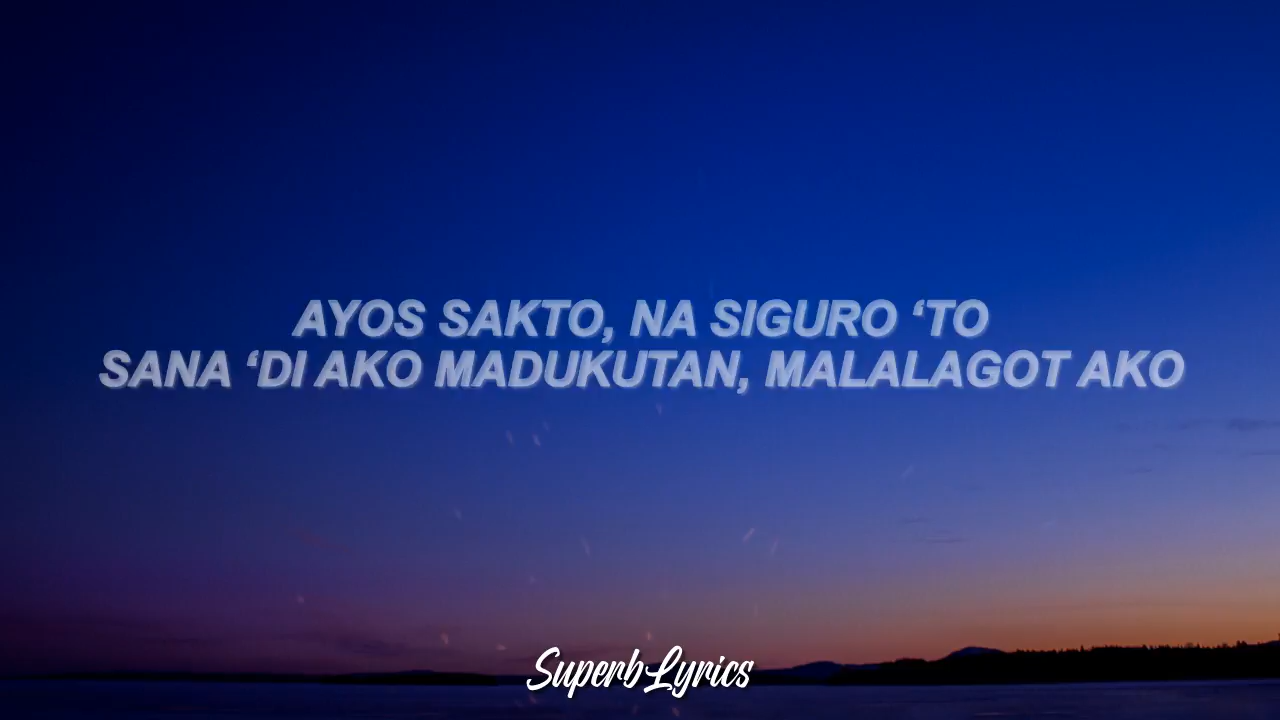 AYOS SAKTO, NA SIGURO ‘TO
SANA ‘DI AKO MADUKUTAN, MALALAGOT AKO
SuperbLyrics